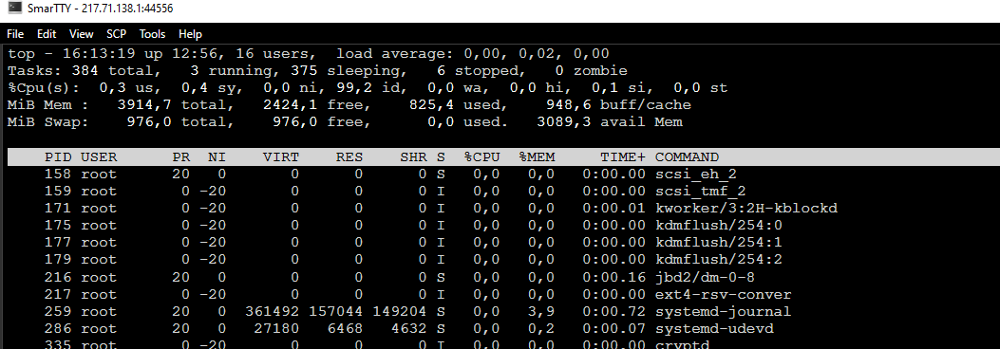 SmarTTY - 217.71.138.1:44556
File Edit View SCP Tools Help
top - 16:13:19 up 12:56, 16 users,  load average: 0,00, 0,02, 0,00
Tasks: 384 total,   3 running, 375 sleeping,   6 stopped,   0 zombie
%Cpu(s):  0,3 us,  0,4 sy,  0,0 ni, 99,2 id,  0,0 wa,  0,0 hi,  0,1 si,  0,0 st
MiB Mem :   3914,7 total,   2424,1 free,    825,4 used,    948,6 buff/cache
MiB Swap:    976,0 total,    976,0 free,      0,0 used.   3089,3 avail Mem
PID USER      PR  NI    VIRT    RES    SHR S  %CPU  %MEM     TIME+ COMMAND
158 root      20   0       0      0      0 S   0,0   0,0   0:00.00 scsi_eh_2
159 root       0 -20       0      0      0 I   0,0   0,0   0:00.00 scsi_tmf_2
171 root       0 -20       0      0      0 I   0,0   0,0   0:00.01 kworker/3:2H-kblockd
175 root       0 -20       0      0      0 I   0,0   0,0   0:00.00 kdmflush/254:0
177 root       0 -20       0      0      0 I   0,0   0,0   0:00.00 kdmflush/254:1
179 root       0 -20       0      0      0 I   0,0   0,0   0:00.00 kdmflush/254:2
216 root      20   0       0      0      0 S   0,0   0,0   0:00.16 jbd2/dm-0-8
217 root       0 -20       0      0      0 I   0,0   0,0   0:00.00 ext4-rsv-conver
259 root      20   0  361492 157044 149204 S   0,0   3,9   0:00.72 systemd-journal
286 root      20   0   27180   6468   4632 S   0,0   0,2   0:00.07 systemd-udevd
335 root       0 -20       0      0      0 I   0,0   0,0   0:00.00 cryptd